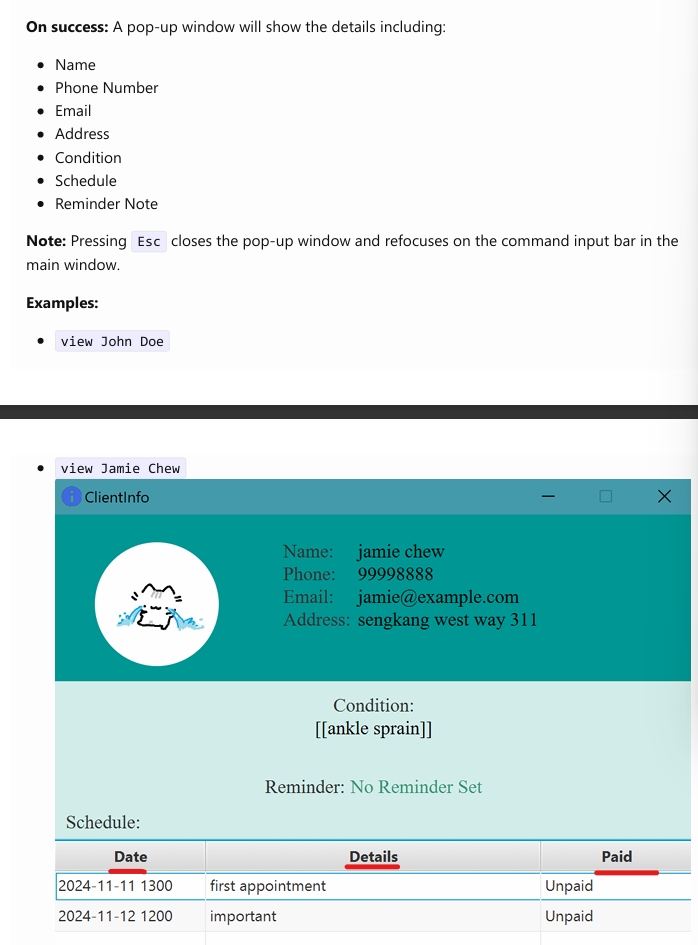 On success: A pop-up window will show the details including:
• Name
• Phone Number
• Email
• Address
• Condition
• Schedule
• Reminder Note
Note: Pressing Esc closes the pop-up window and refocuses on the command input bar in the
main window.
Examples:
• view John Doe
• view Jamie Chew
ClientInfo
Name: jamie chew
Phone: 99998888
Email: jamie@example.com
Address: sengkang west way 311
Condition:
[[ankle sprain]]
Reminder: No Reminder Set
Schedule:
Date Details Paid
2024-11-11 1300 first appointment Unpaid
2024-11-12 1200 important Unpaid